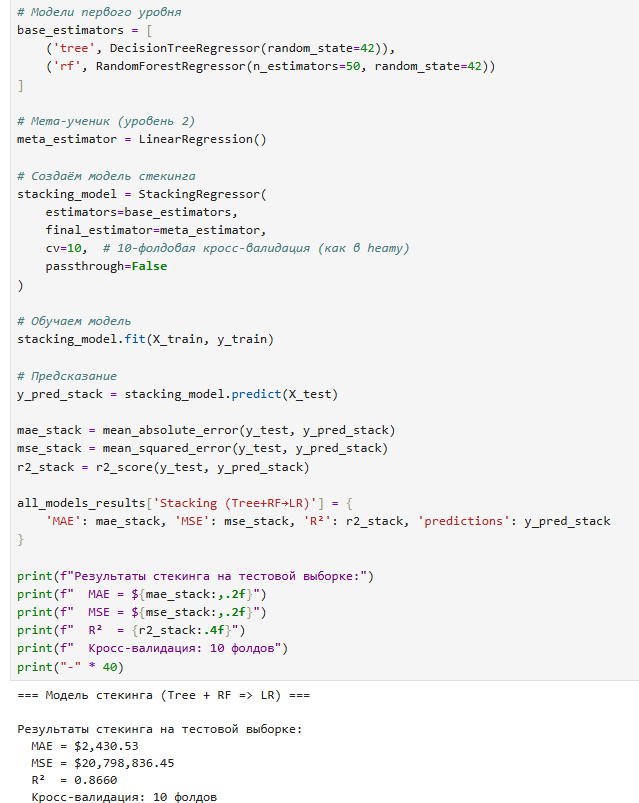 # Модели первого уровня
base_estimators = [
    ('tree', DecisionTreeRegressor(random_state=42)),
    ('rf', RandomForestRegressor(n_estimators=50, random_state=42))
]

# Мета-ученик (уровень 2)
meta_estimator = LinearRegression()

# Создаём модель стекинга
stacking_model = StackingRegressor(
    estimators=base_estimators,
    final_estimator=meta_estimator,
    cv=10,  # 10-фолдовая кросс-валидация (как в heamy)
    passthrough=False
)

# Обучаем модель
stacking_model.fit(X_train, y_train)

# Предсказание
y_pred_stack = stacking_model.predict(X_test)

mae_stack = mean_absolute_error(y_test, y_pred_stack)
mse_stack = mean_squared_error(y_test, y_pred_stack)
r2_stack = r2_score(y_test, y_pred_stack)

all_models_results['Stacking (Tree+RF→LR)'] = {
    'MAE': mae_stack, 'MSE': mse_stack, 'R²': r2_stack, 'predictions': y_pred_stack
}

print(f"Результаты стекинга на тестовой выборке:")
print(f"  MAE = ${mae_stack:,.2f}")
print(f"  MSE = ${mse_stack:,.2f}")
print(f"  R²  = {r2_stack:.4f}")
print(f"  Кросс-валидация: 10 фолдов")
print("-" * 40)
=== Модель стекинга (Tree + RF => LR) ===

Результаты стекинга на тестовой выборке:
  MAE = $2,430.53
  MSE = $20,798,836.45
  R²  = 0.8660
  Кросс-валидация: 10 фолдов